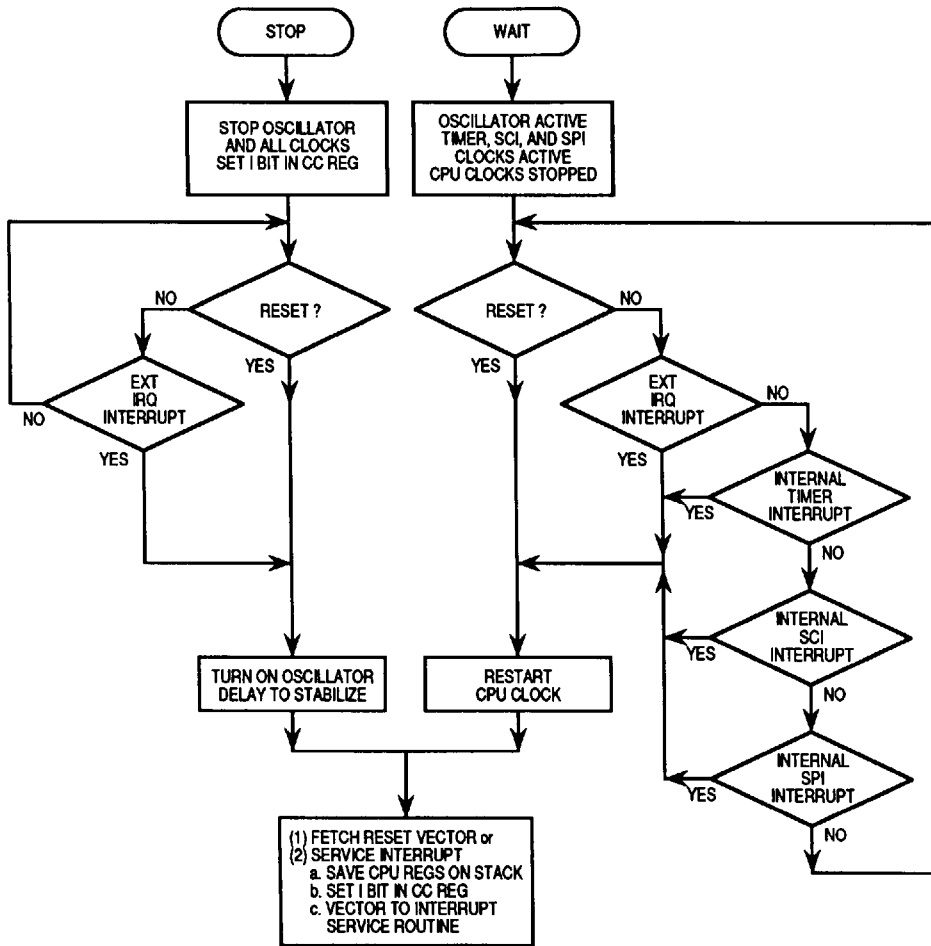 STOP
WAIT
STOP OSCILLATOR
AND ALL CLOCKS
SET I BIT IN CC REG
OSCILLATOR ACTIVE
TIMER, SCI, AND SPI
CLOCKS ACTIVE
CPU CLOCKS STOPPED
RESET ?
NO
YES
RESET ?
NO
YES
EXT
IRQ
INTERRUPT
NO
YES
EXT
IRQ
INTERRUPT
NO
YES
INTERNAL
TIMER
INTERRUPT
YES
NO
INTERNAL
SCI
INTERRUPT
YES
NO
TURN ON OSCILLATOR
DELAY TO STABILIZE
RESTART
CPU CLOCK
INTERNAL
SPI
INTERRUPT
YES
NO
(1) FETCH RESET VECTOR or
(2) SERVICE INTERRUPT
a. SAVE CPU REGS ON STACK
b. SET I BIT IN CC REG
c. VECTOR TO INTERRUPT
SERVICE ROUTINE